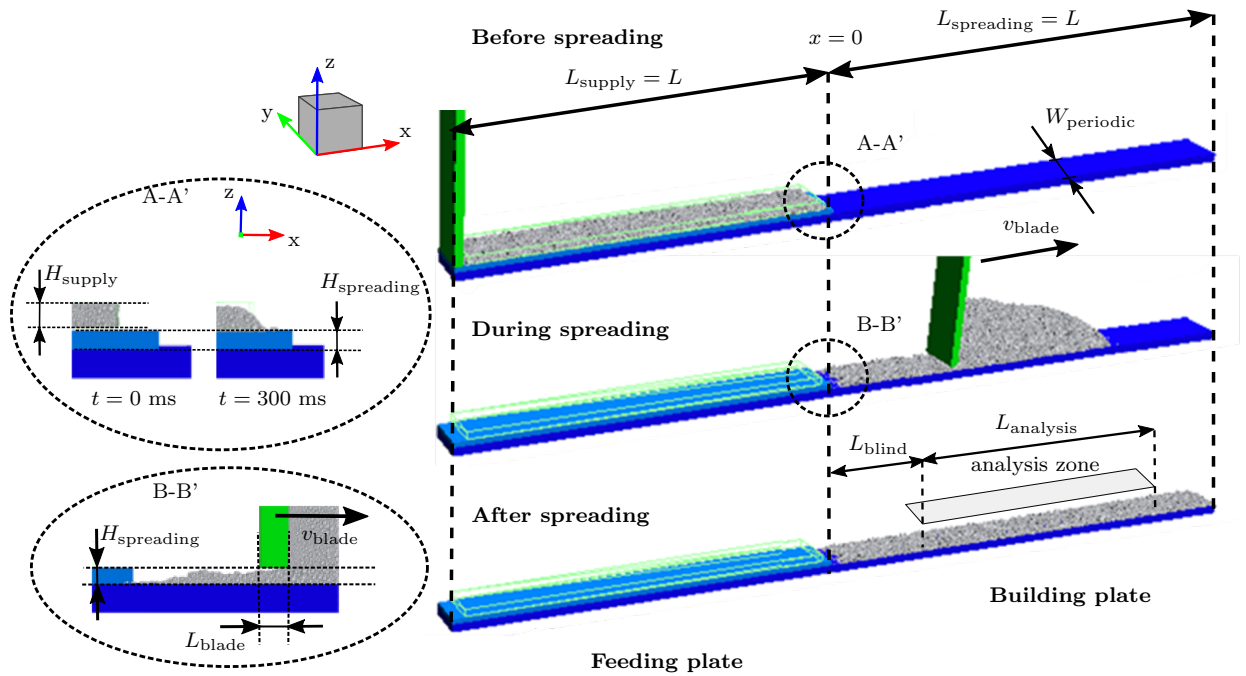 Before spreading
x = 0
L_spreading = L
L_supply = L
z
y
x
W_periodic
A-A'
v_blade
A-A'
z
x
H_supply
H_spreading
t = 0 ms
t = 300 ms
During spreading
B-B'
L_blind
L_analysis
analysis zone
B-B'
H_spreading
v_blade
L_blade
After spreading
Building plate
Feeding plate